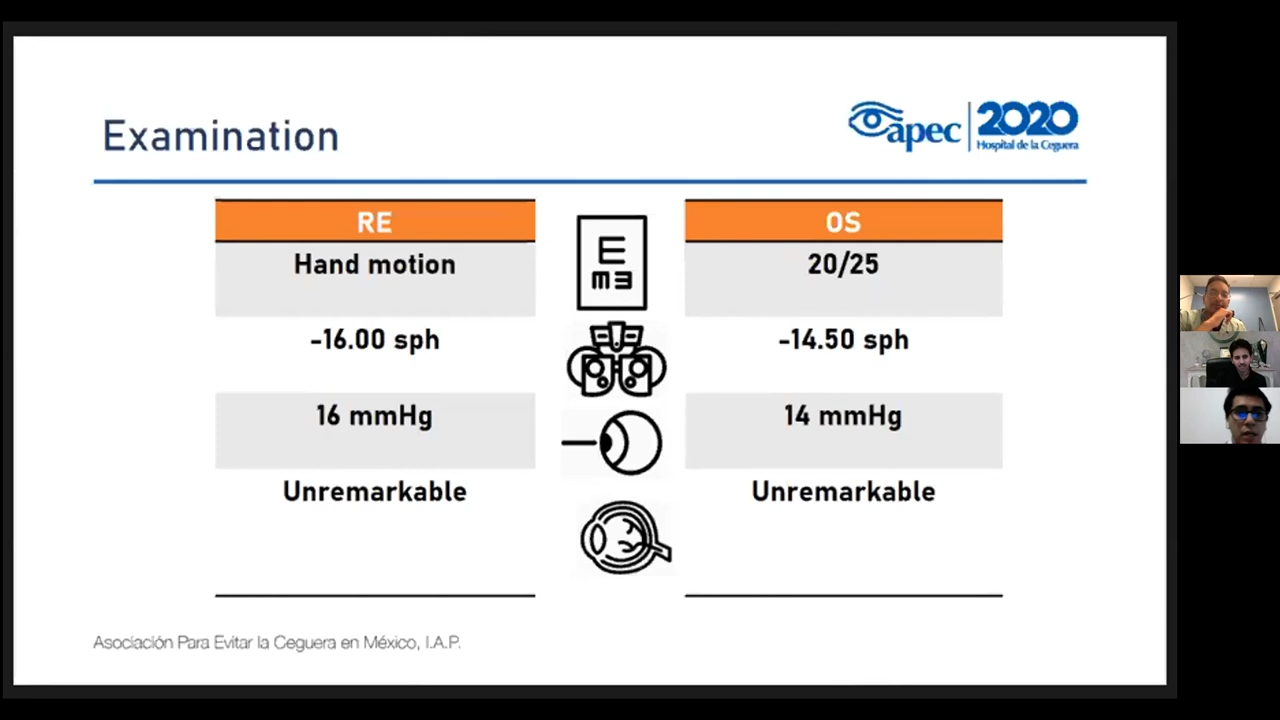 Examination
apec 2020
Hospital de la Ceguera
RE
OS
Hand motion
20/25
-16.00 sph
-14.50 sph
16 mmHg
14 mmHg
Unremarkable
Unremarkable
Asociación Para Evitar la Ceguera en México, I.A.P.